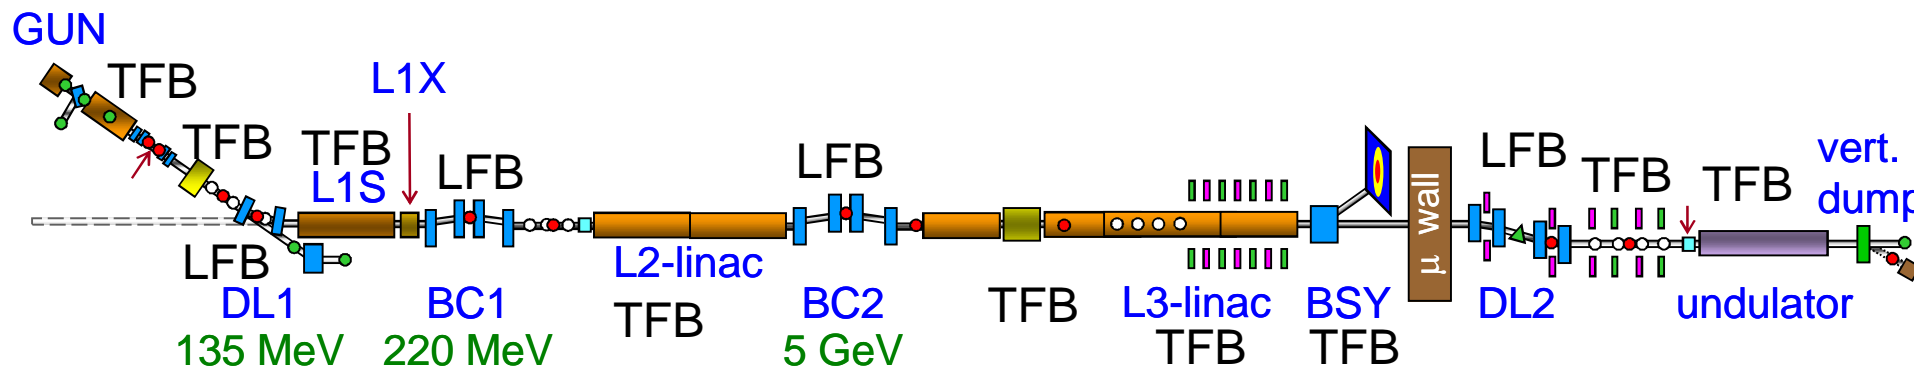 GUN
TFB
L1X
TFB
TFB
L1S
LFB
LFB
LFB
TFB
TFB
vert.
dump
µ wall
LFB
DL1
135 MeV
BC1
220 MeV
L2-linac
TFB
BC2
5 GeV
TFB
L3-linac
TFB
BSY
TFB
DL2
undulator